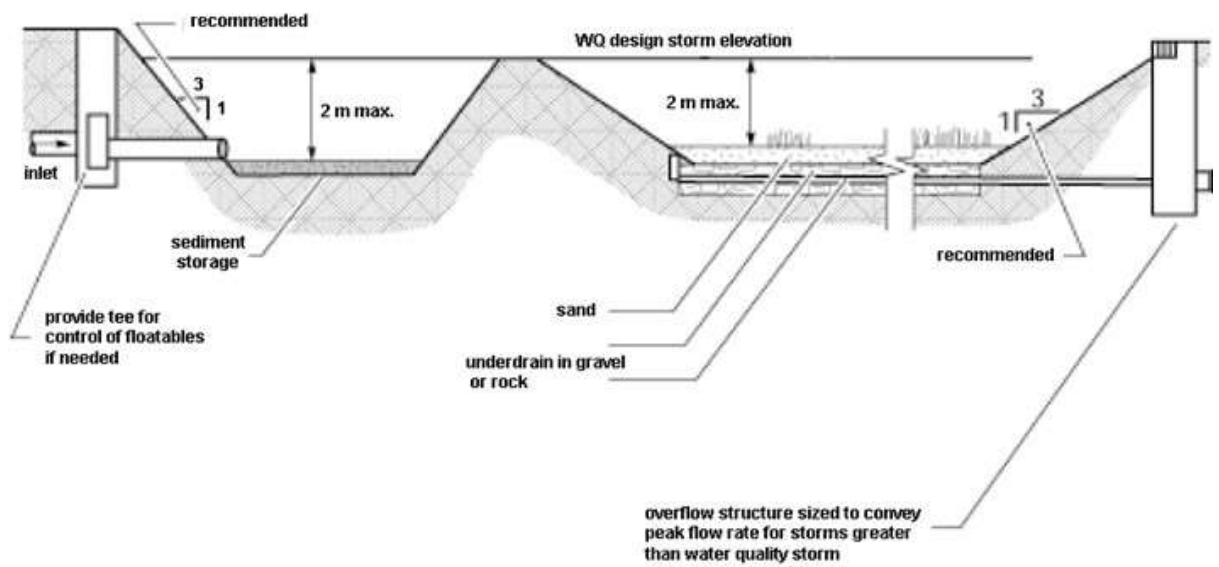 recommended
WQ design storm elevation
3
1
2 m max.
2 m max.
3
1
inlet
sediment
storage
recommended
sand
provide tee for
control of floatables
if needed
underdrain in gravel
or rock
overflow structure sized to convey
peak flow rate for storms greater
than water quality storm